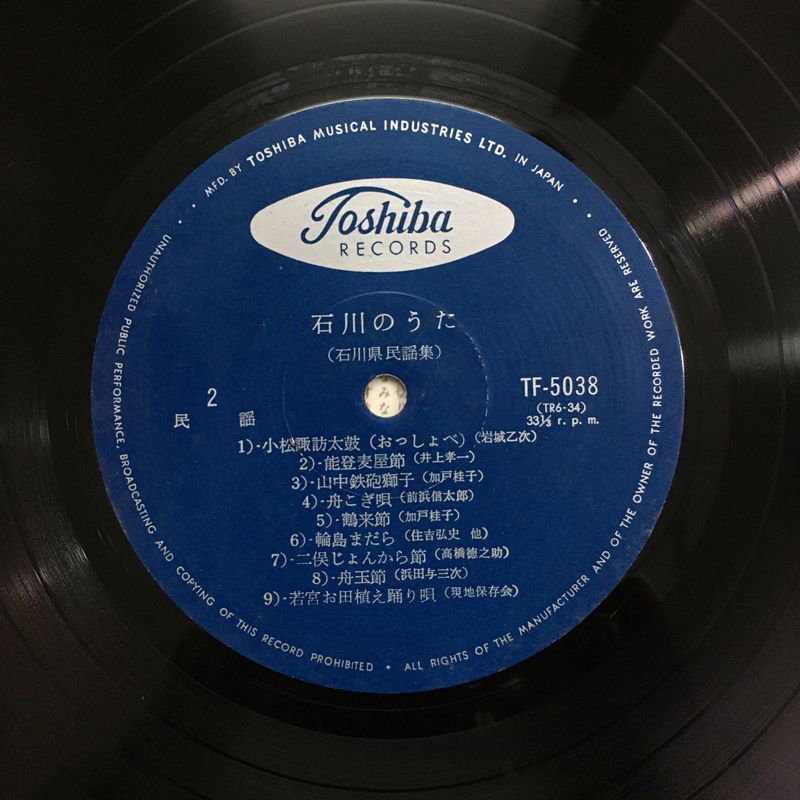 MFD. BY TOSHIBA MUSICAL INDUSTRIES LTD. IN JAPAN
Toshiba
RECORDS
石川のうた
(石川県民謡集)
2
民 謡
TF-5038
(TR6-34)
33⅓ r. p. m.
みな
1)-小松諏訪太鼓 (おっしょべ) (岩城乙次)
2)-能登麦屋節 (井上孝一)
3)-山中鉄砲獅子 (加戸桂子)
4)-舟こぎ唄 (前浜信太郎)
5)-鶴来節 (加戸桂子)
6)-輪島まだら (住吉弘史 他)
7)-二俣じょんから節 (高橋徳之助)
8)-舟玉節 (浜田与三次)
9)-若宮お田植え踊り唄 (現地保存会)
UNAUTHORIZED PUBLIC PERFORMANCE, BROADCASTING AND COPYING OF THIS RECORD PROHIBITED • ALL RIGHTS OF THE MANUFACTURER AND OF THE OWNER OF THE RECORDED WORK ARE RESERVED